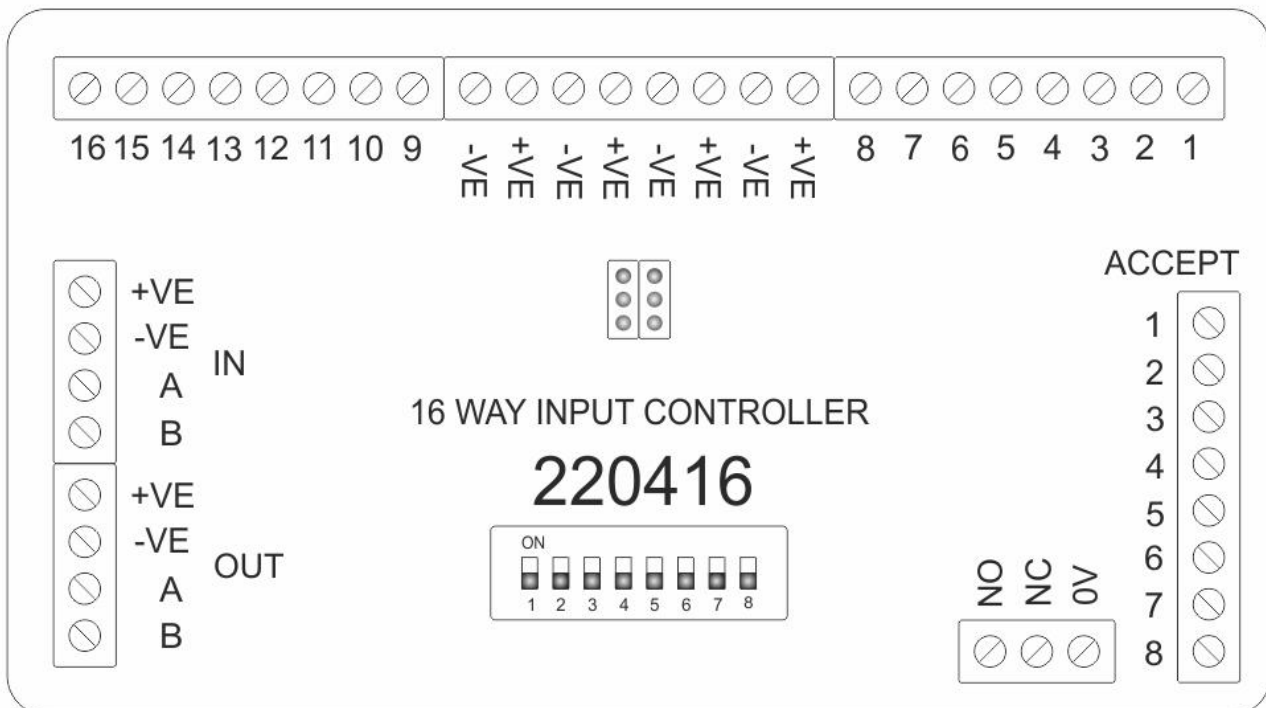 16 15 14 13 12 11 10 9 -VE +VE -VE +VE -VE +VE -VE +VE 8 7 6 5 4 3 2 1
+VE
-VE
A
B
IN
+VE
-VE
A
B
OUT
16 WAY INPUT CONTROLLER
220416
ON
1 2 3 4 5 6 7 8
ACCEPT
1
2
3
4
5
6
7
8
NO NC 0V